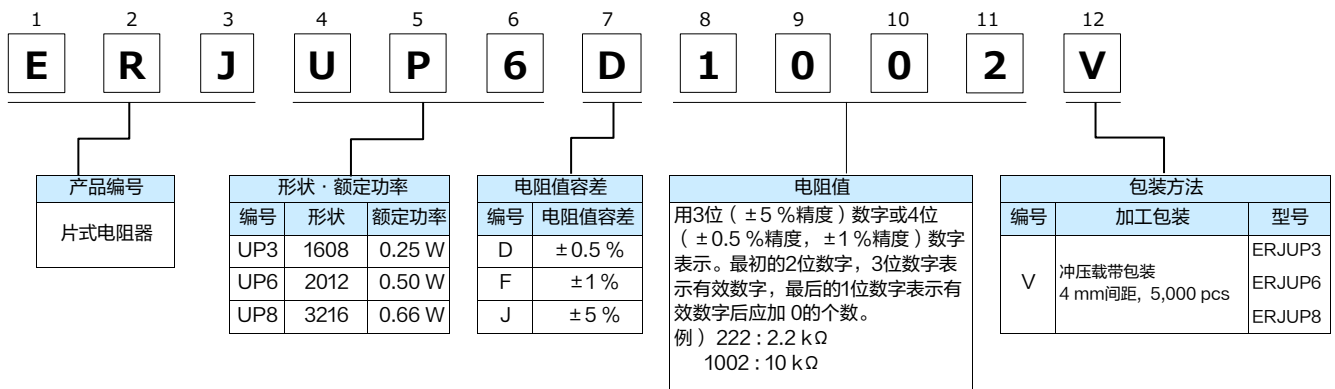 1 2 3 4 5 6 7 8 9 10 11 12
E R J U P 6 D 1 0 0 2 V
产品编号
片式电阻器
形状 · 额定功率
编号 形状 额定功率
UP3 1608 0.25 W
UP6 2012 0.50 W
UP8 3216 0.66 W
电阻值容差
编号 电阻值容差
D ±0.5 %
F ±1 %
J ±5 %
电阻值
用3位（±5 %精度）数字或4位
（±0.5 %精度，±1 %精度）数字
表示。最初的2位数字，3位数字表
示有效数字，最后的1位数字表示有
效数字后应加 0的个数。
例）222 : 2.2 kΩ
1002 : 10 kΩ
包装方法
编号 加工包装 型号
V 冲压载带包装
4 mm间距, 5,000 pcs
ERJUP3
ERJUP6
ERJUP8